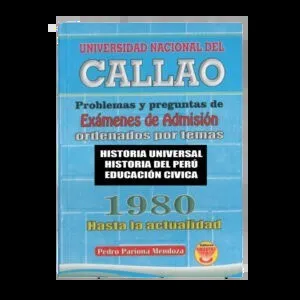 UNIVERSIDAD NACIONAL DEL
CALLAO
Problemas y preguntas de
Exámenes de Admisión
ordenados por temas
HISTORIA UNIVERSAL
HISTORIA DEL PERÚ
EDUCACIÓN CIVICA
1980
Hasta la actualidad
Pedro Pariona Mendoza